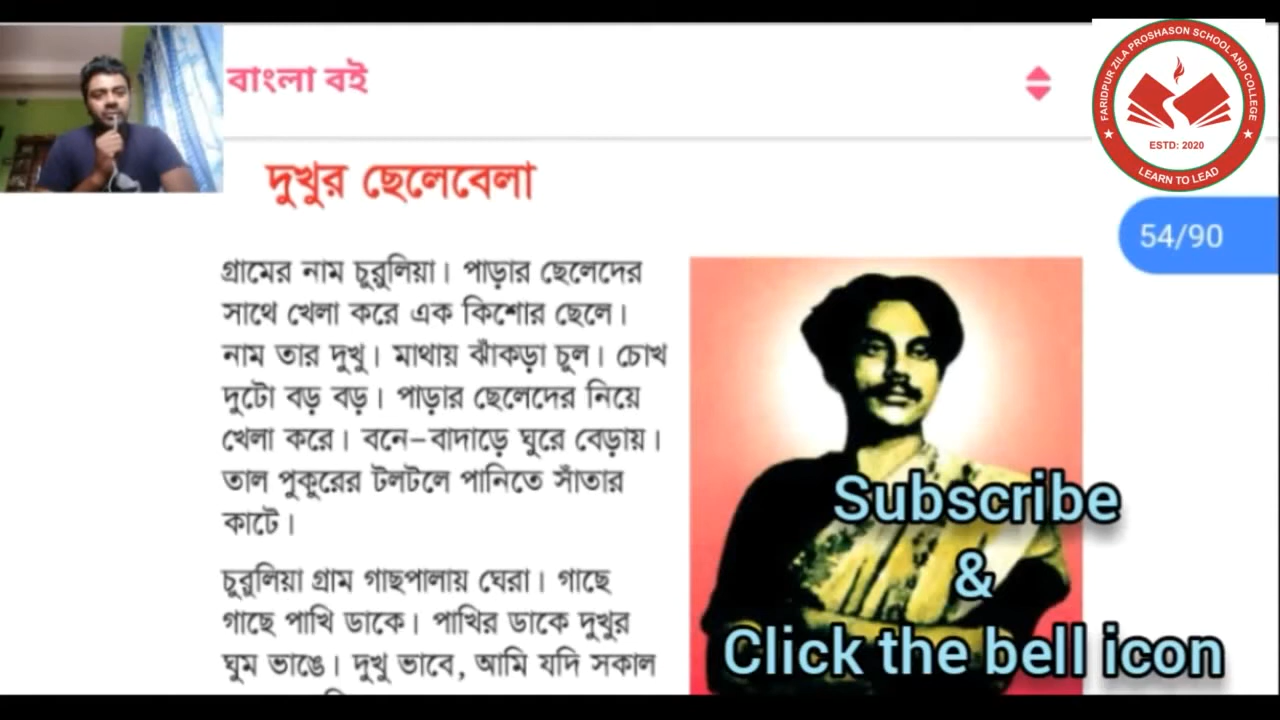 বাংলা বই
FARIDPUR ZILA PROSHASON SCHOOL AND COLLEGE
ESTD: 2020
LEARN TO LEAD
54/90
দুখুর ছেলেবেলা
গ্রামের নাম চুরুলিয়া। পাড়ার ছেলেদের
সাথে খেলা করে এক কিশোর ছেলে।
নাম তার দুখু। মাথায় ঝাঁকড়া চুল। চোখ
দুটো বড় বড়। পাড়ার ছেলেদের নিয়ে
খেলা করে। বনে-বাদাড়ে ঘুরে বেড়ায়।
তাল পুকুরের টলটলে পানিতে সাঁতার
কাটে।
চুরুলিয়া গ্রাম গাছপালায় ঘেরা। গাছে
গাছে পাখি ডাকে। পাখির ডাকে দুখুর
ঘুম ভাঙে। দুখু ভাবে, আমি যদি সকাল
Subscribe
&
Click the bell icon